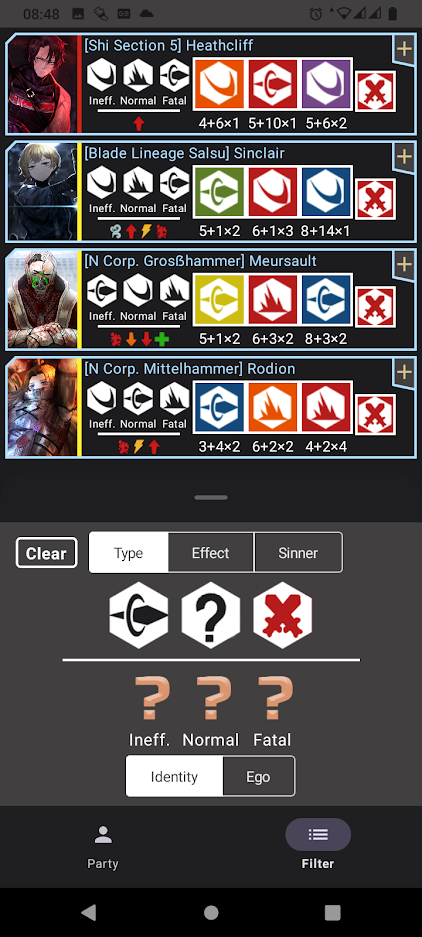 08:48
[Shi Section 5] Heathcliff
Ineff. Normal Fatal
4+6×1 5+10×1 5+6×2
[Blade Lineage Salsu] Sinclair
Ineff. Normal Fatal
5+1×2 6+1×3 8+14×1
[N Corp. Großhammer] Meursault
Ineff. Normal Fatal
5+1×2 6+3×2 8+3×2
[N Corp. Mittelhammer] Rodion
Ineff. Normal Fatal
3+4×2 6+2×2 4+2×4
Clear Type Effect Sinner
?
? ? ?
Ineff. Normal Fatal
Identity Ego
Party Filter